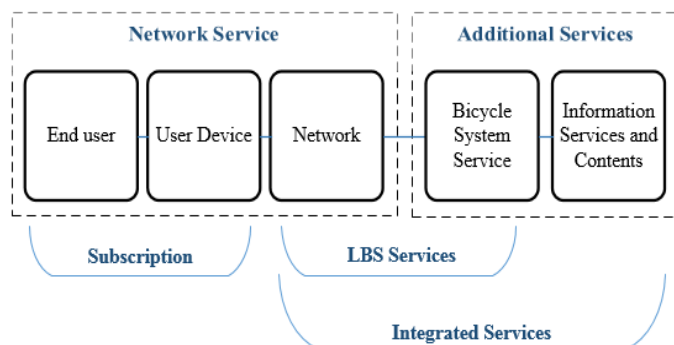 Network Service
Additional Services
End user
User Device
Network
Bicycle
System
Service
Information
Services and
Contents
Subscription
LBS Services
Integrated Services